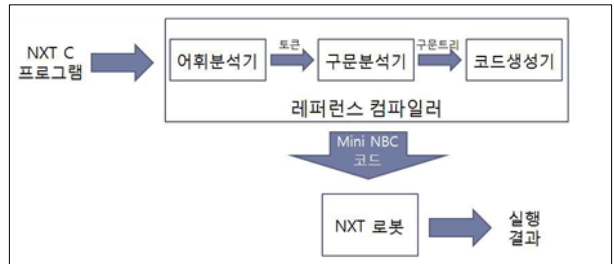 NXT C
프로그램
어휘분석기
토큰
구문분석기
구문트리
코드생성기
레퍼런스 컴파일러
Mini NBC
코드
NXT 로봇
실행
결과